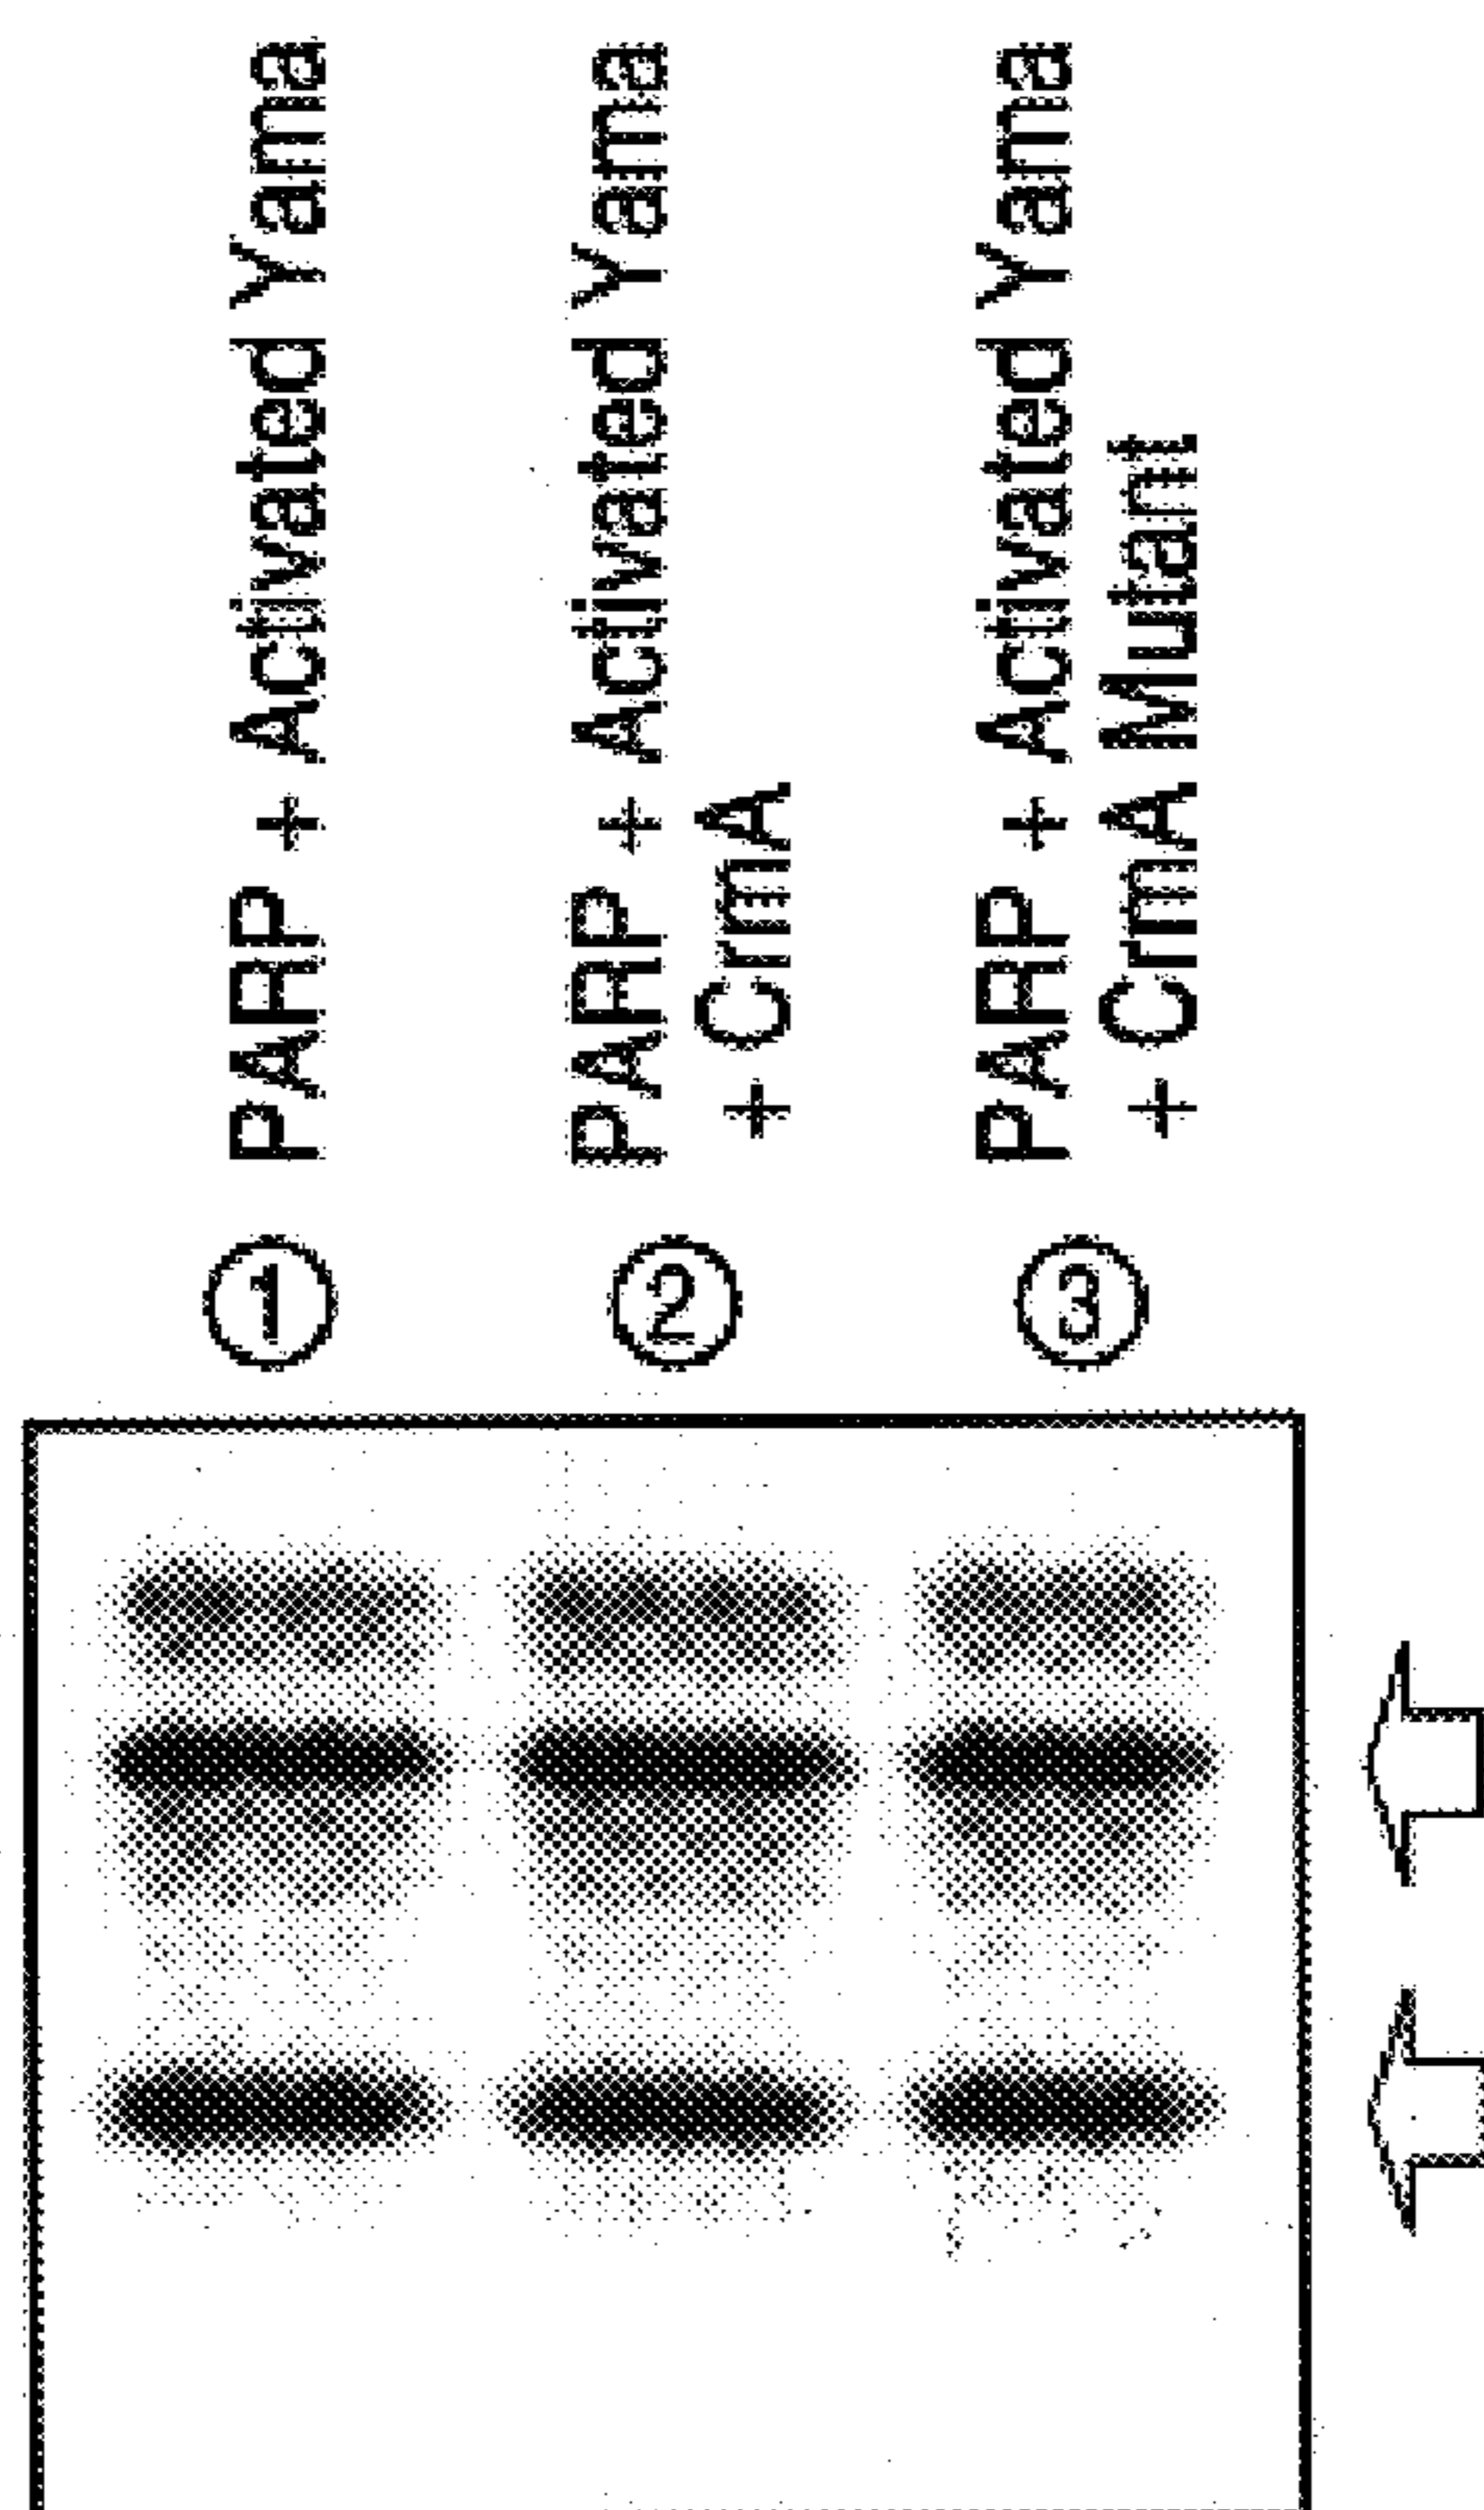 ① PARP + Activated Yama
② PARP + Activated Yama
+ CrmA
③ PARP + Activated Yama
+ CrmA Mutant